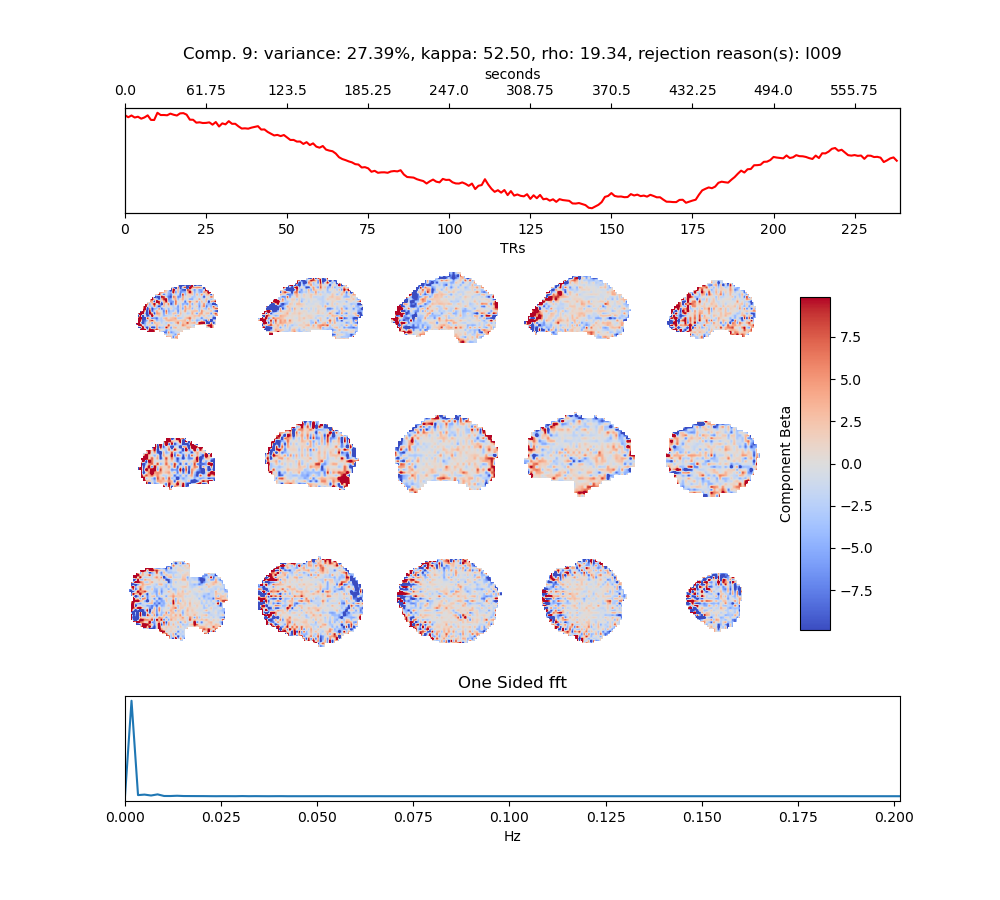 Comp. 9: variance: 27.39%, kappa: 52.50, rho: 19.34, rejection reason(s): I009
seconds
0.0 61.75 123.5 185.25 247.0 308.75 370.5 432.25 494.0 555.75
0 25 50 75 100 125 150 175 200 225
TRs
Component Beta
7.5
5.0
2.5
0.0
−2.5
−5.0
−7.5
One Sided fft
0.000 0.025 0.050 0.075 0.100 0.125 0.150 0.175 0.200
Hz